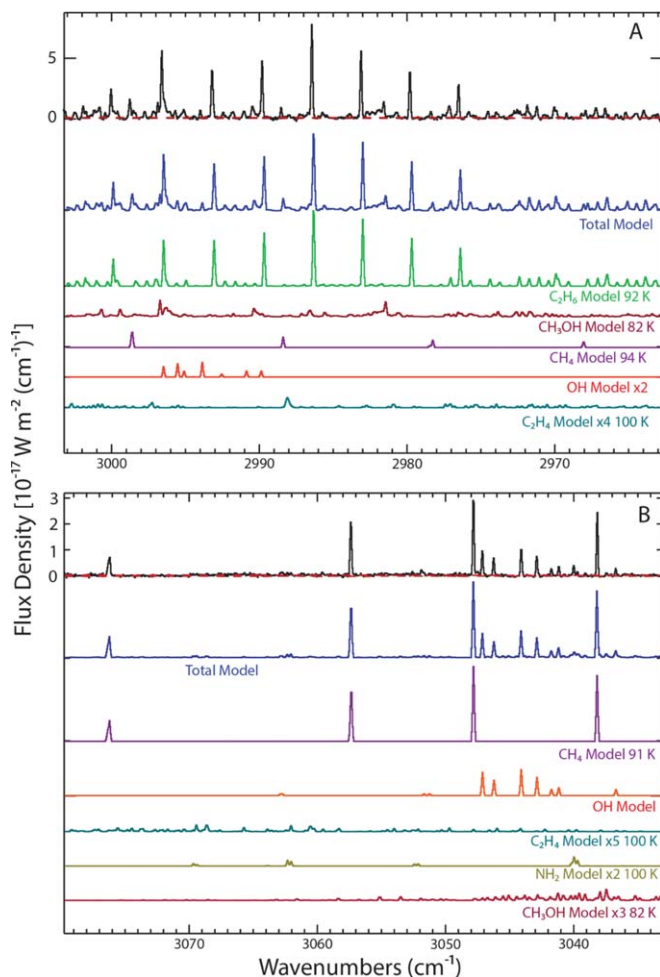 A
5
0
Total Model
C₂H₆ Model 92 K
CH₃OH Model 82 K
CH₄ Model 94 K
OH Model x2
C₂H₄ Model x4 100 K
3000 2990 2980 2970
Flux Density [10⁻¹⁷ W m⁻² (cm⁻¹)⁻¹)
B
3
2
1
0
Total Model
CH₄ Model 91 K
OH Model
C₂H₄ Model x5 100 K
NH₂ Model x2 100 K
CH₃OH Model x3 82 K
3070 3060 3050 3040
Wavenumbers (cm⁻¹)